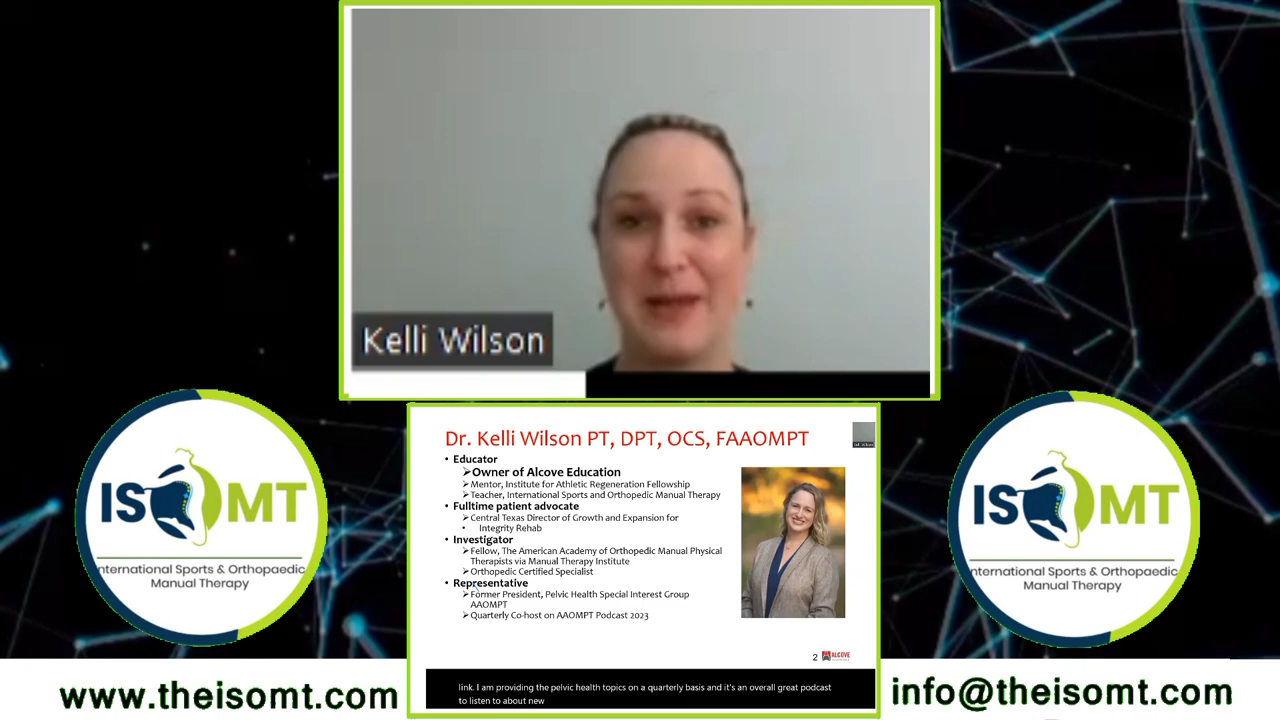 Kelli Wilson
Dr. Kelli Wilson PT, DPT, OCS, FAAOMPT
• Educator
➢Owner of Alcove Education
➢Mentor, Institute for Athletic Regeneration Fellowship
➢Teacher, International Sports and Orthopedic Manual Therapy
• Fulltime patient advocate
➢Central Texas Director of Growth and Expansion for
• Integrity Rehab
• Investigator
➢Fellow, The American Academy of Orthopedic Manual Physical
Therapists via Manual Therapy Institute
➢Orthopedic Certified Specialist
• Representative
➢Former President, Pelvic Health Special Interest Group
AAOMPT
➢Quarterly Co-host on AAOMPT Podcast 2023
2 ALCOVE
link. I am providing the pelvic health topics on a quarterly basis and it's an overall great podcast
to listen to about new
ISOMT
nternational Sports & Orthopaedic
Manual Therapy
ISOMT
nternational Sports & Orthopaedic
Manual Therapy
www.theisomt.com
info@theisomt.com